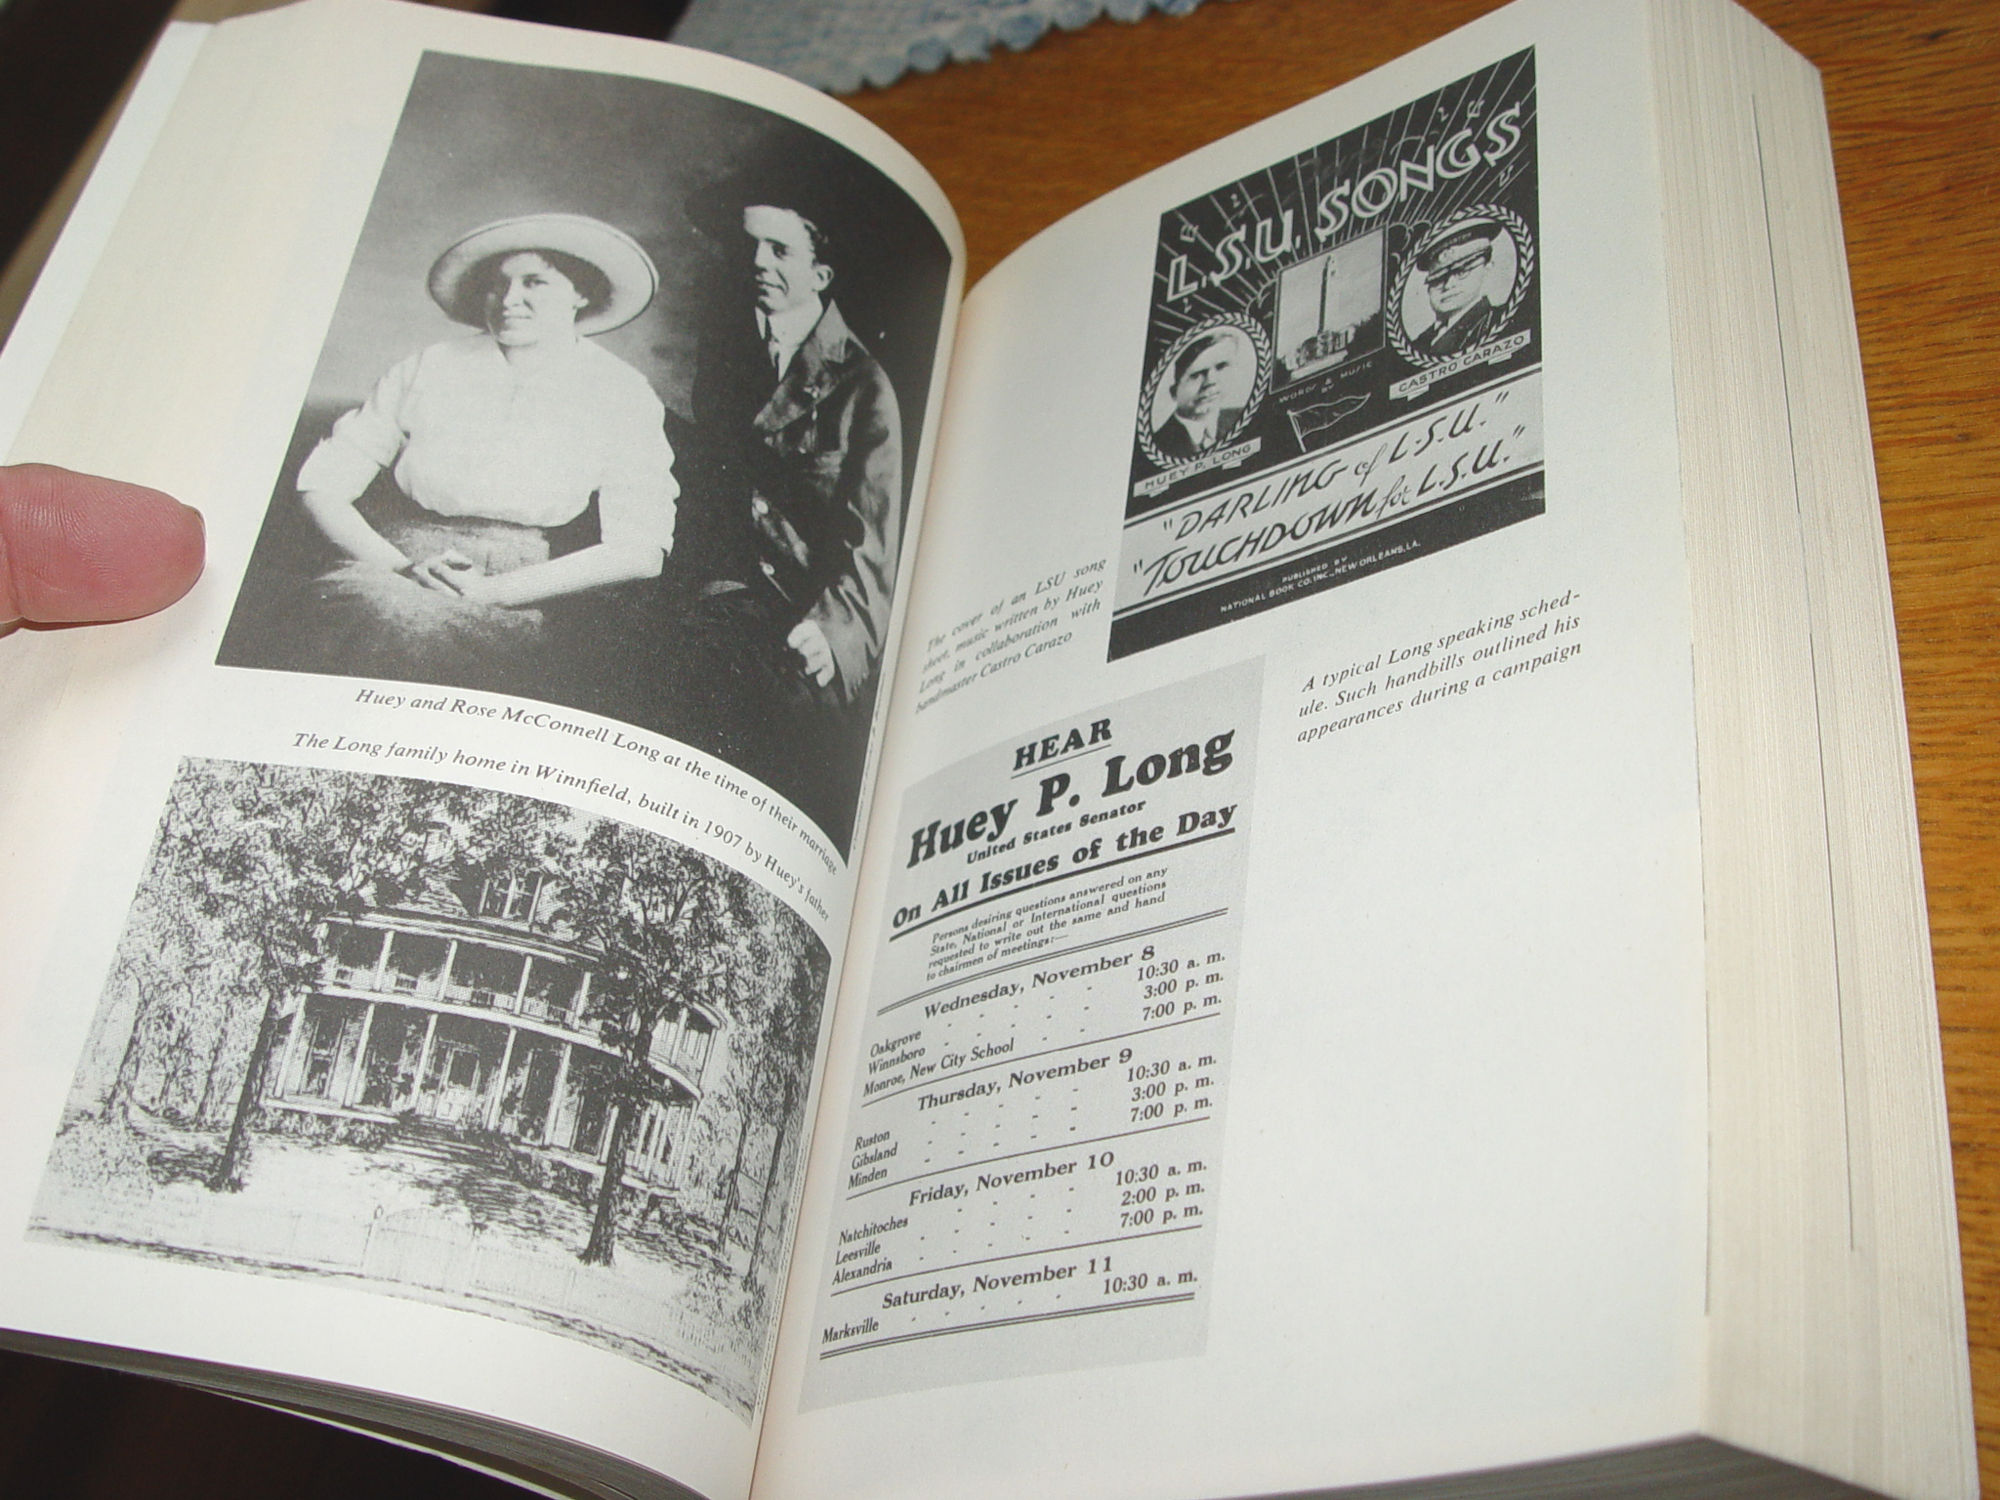 Huey and Rose McConnell Long at the time of their marriage
The Long family home in Winnfield, built in 1907 by Huey's father
L.S.U. SONGS
HUEY P. LONG
WORDS & MUSIC
BY
CASTRO CARAZO
"DARLING of L.S.U."
"TOUCHDOWN for L.S.U."
PUBLISHED BY
NATIONAL BOOK CO. INC., NEW ORLEANS, LA.
The cover of an LSU song
sheet, music written by Huey
Long in collaboration with
bandmaster Castro Carazo
A typical Long speaking sched-
ule. Such handbills outlined his
appearances during a campaign
HEAR
Huey P. Long
United States Senator
On All Issues of the Day
Persons desiring questions answered on any
State, National or International questions
requested to write out the same and hand
to chairmen of meetings:—
Wednesday, November 8
Oakgrove - - - - 10:30 a. m.
Winnsboro - - - - 3:00 p. m.
Monroe, New City School - - 7:00 p. m.
Thursday, November 9
Ruston - - - - 10:30 a. m.
Gibsland - - - - 3:00 p. m.
Minden - - - - 7:00 p. m.
Friday, November 10
Natchitoches - - - - 10:30 a. m.
Leesville - - - - 2:00 p. m.
Alexandria - - - - 7:00 p. m.
Saturday, November 11
Marksville - - - - 10:30 a. m.